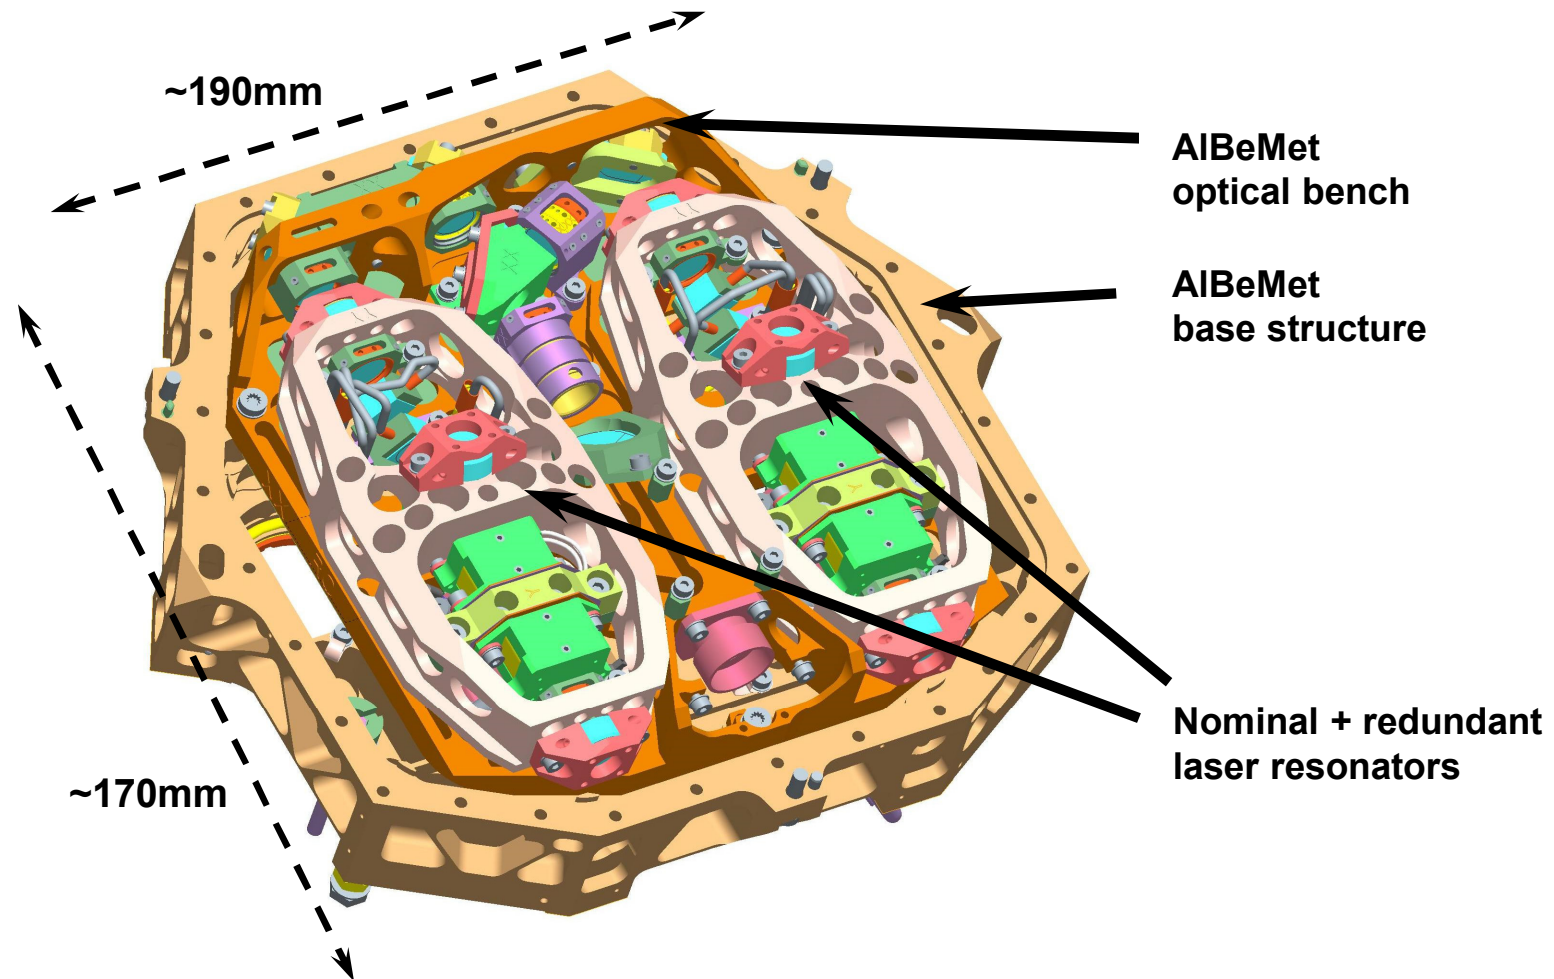 ~190mm
AlBeMet
optical bench
AlBeMet
base structure
Nominal + redundant
laser resonators
~170mm